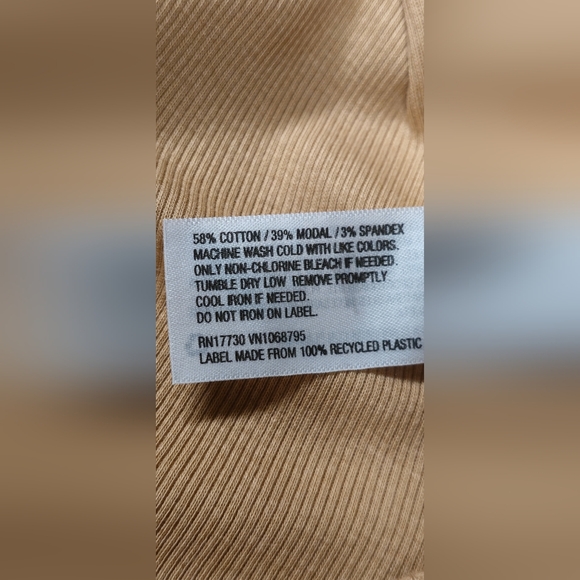 58% COTTON / 39% MODAL / 3% SPANDEX
MACHINE WASH COLD WITH LIKE COLORS.
ONLY NON-CHLORINE BLEACH IF NEEDED.
TUMBLE DRY LOW REMOVE PROMPTLY
COOL IRON IF NEEDED.
DO NOT IRON ON LABEL.
RN17730 VN1068795
LABEL MADE FROM 100% RECYCLED PLASTIC